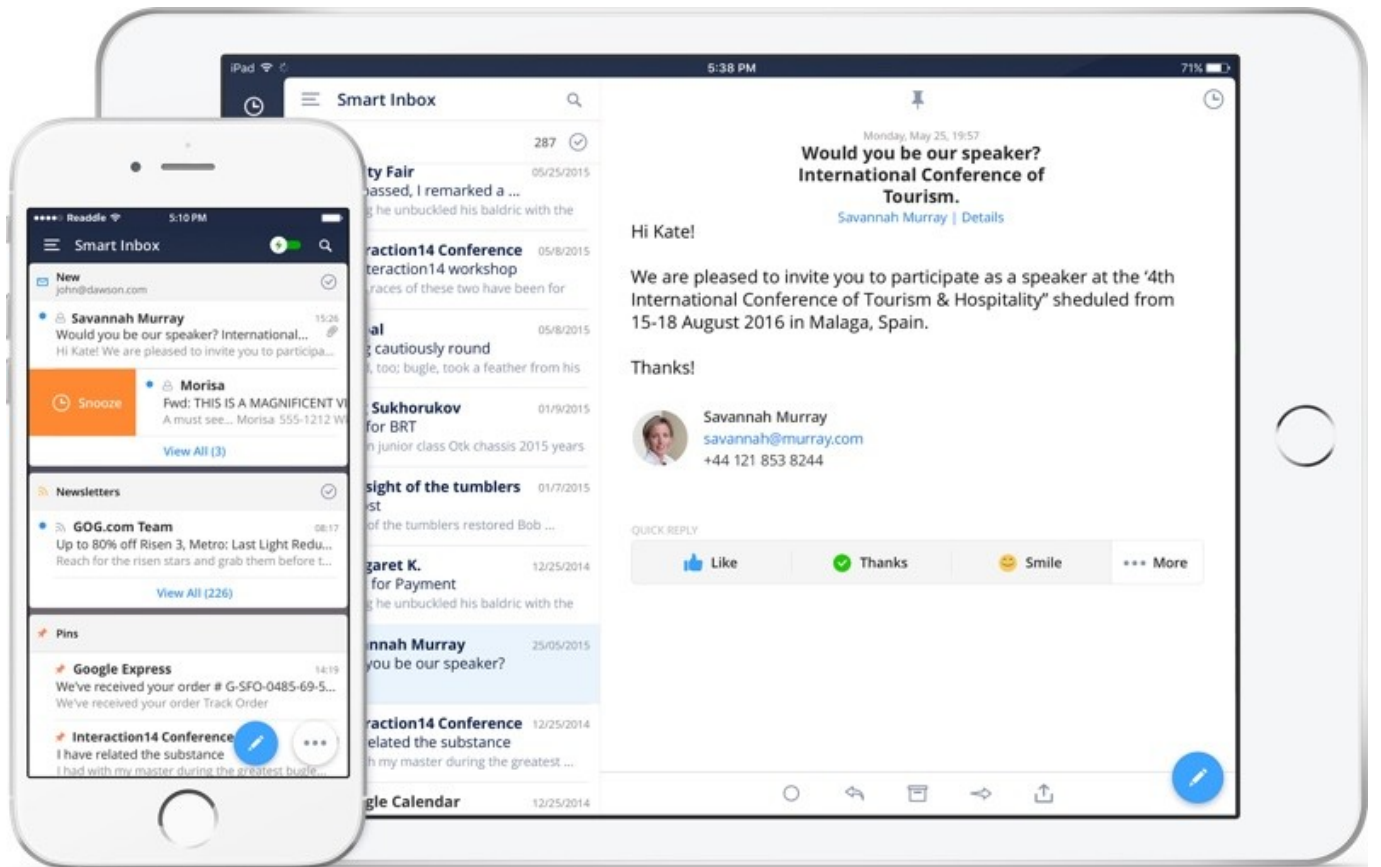 iPad
5:38 PM
71%
Smart Inbox
287
ty Fair 05/25/2015
assed, I remarked a ...
g he unbuckled his baldric with the
raction14 Conference 05/8/2015
teraction14 workshop
races of these two have been for
al 05/8/2015
g cautiously round
, too; bugle, took a feather from his
Sukhorukov 01/9/2015
for BRT
n junior class Otk chassis 2015 years
sight of the tumblers 01/7/2015
st
of the tumblers restored Bob ...
garet K. 12/25/2014
for Payment
g he unbuckled his baldric with the
nnah Murray 25/05/2015
you be our speaker?
raction14 Conference 12/25/2014
elated the substance
h my master during the greatest ...
gle Calendar 12/25/2014
Monday, May 25, 19:57
Would you be our speaker?
International Conference of
Tourism.
Savannah Murray | Details
Hi Kate!
We are pleased to invite you to participate as a speaker at the ‘4th
International Conference of Tourism & Hospitality” sheduled from
15-18 August 2016 in Malaga, Spain.
Thanks!
Savannah Murray
savannah@murray.com
+44 121 853 8244
QUICK REPLY
Like Thanks Smile More
Readdle 5:10 PM
Smart Inbox
New
john@dawson.com
Savannah Murray 15:26
Would you be our speaker? International...
Hi Kate! We are pleased to invite you to participa...
Snooze
Morisa
Fwd: THIS IS A MAGNIFICENT VI
A must see... Morisa 555-1212 Wi
View All (3)
Newsletters
GOG.com Team 08:17
Up to 80% off Risen 3, Metro: Last Light Redu...
Reach for the risen stars and grab them before t...
View All (226)
Pins
Google Express 14:19
We've received your order # G-SFO-0485-69-5...
We've received your order Track Order
Interaction14 Conference
I have related the substance
I had with my master during the greatest bugle...